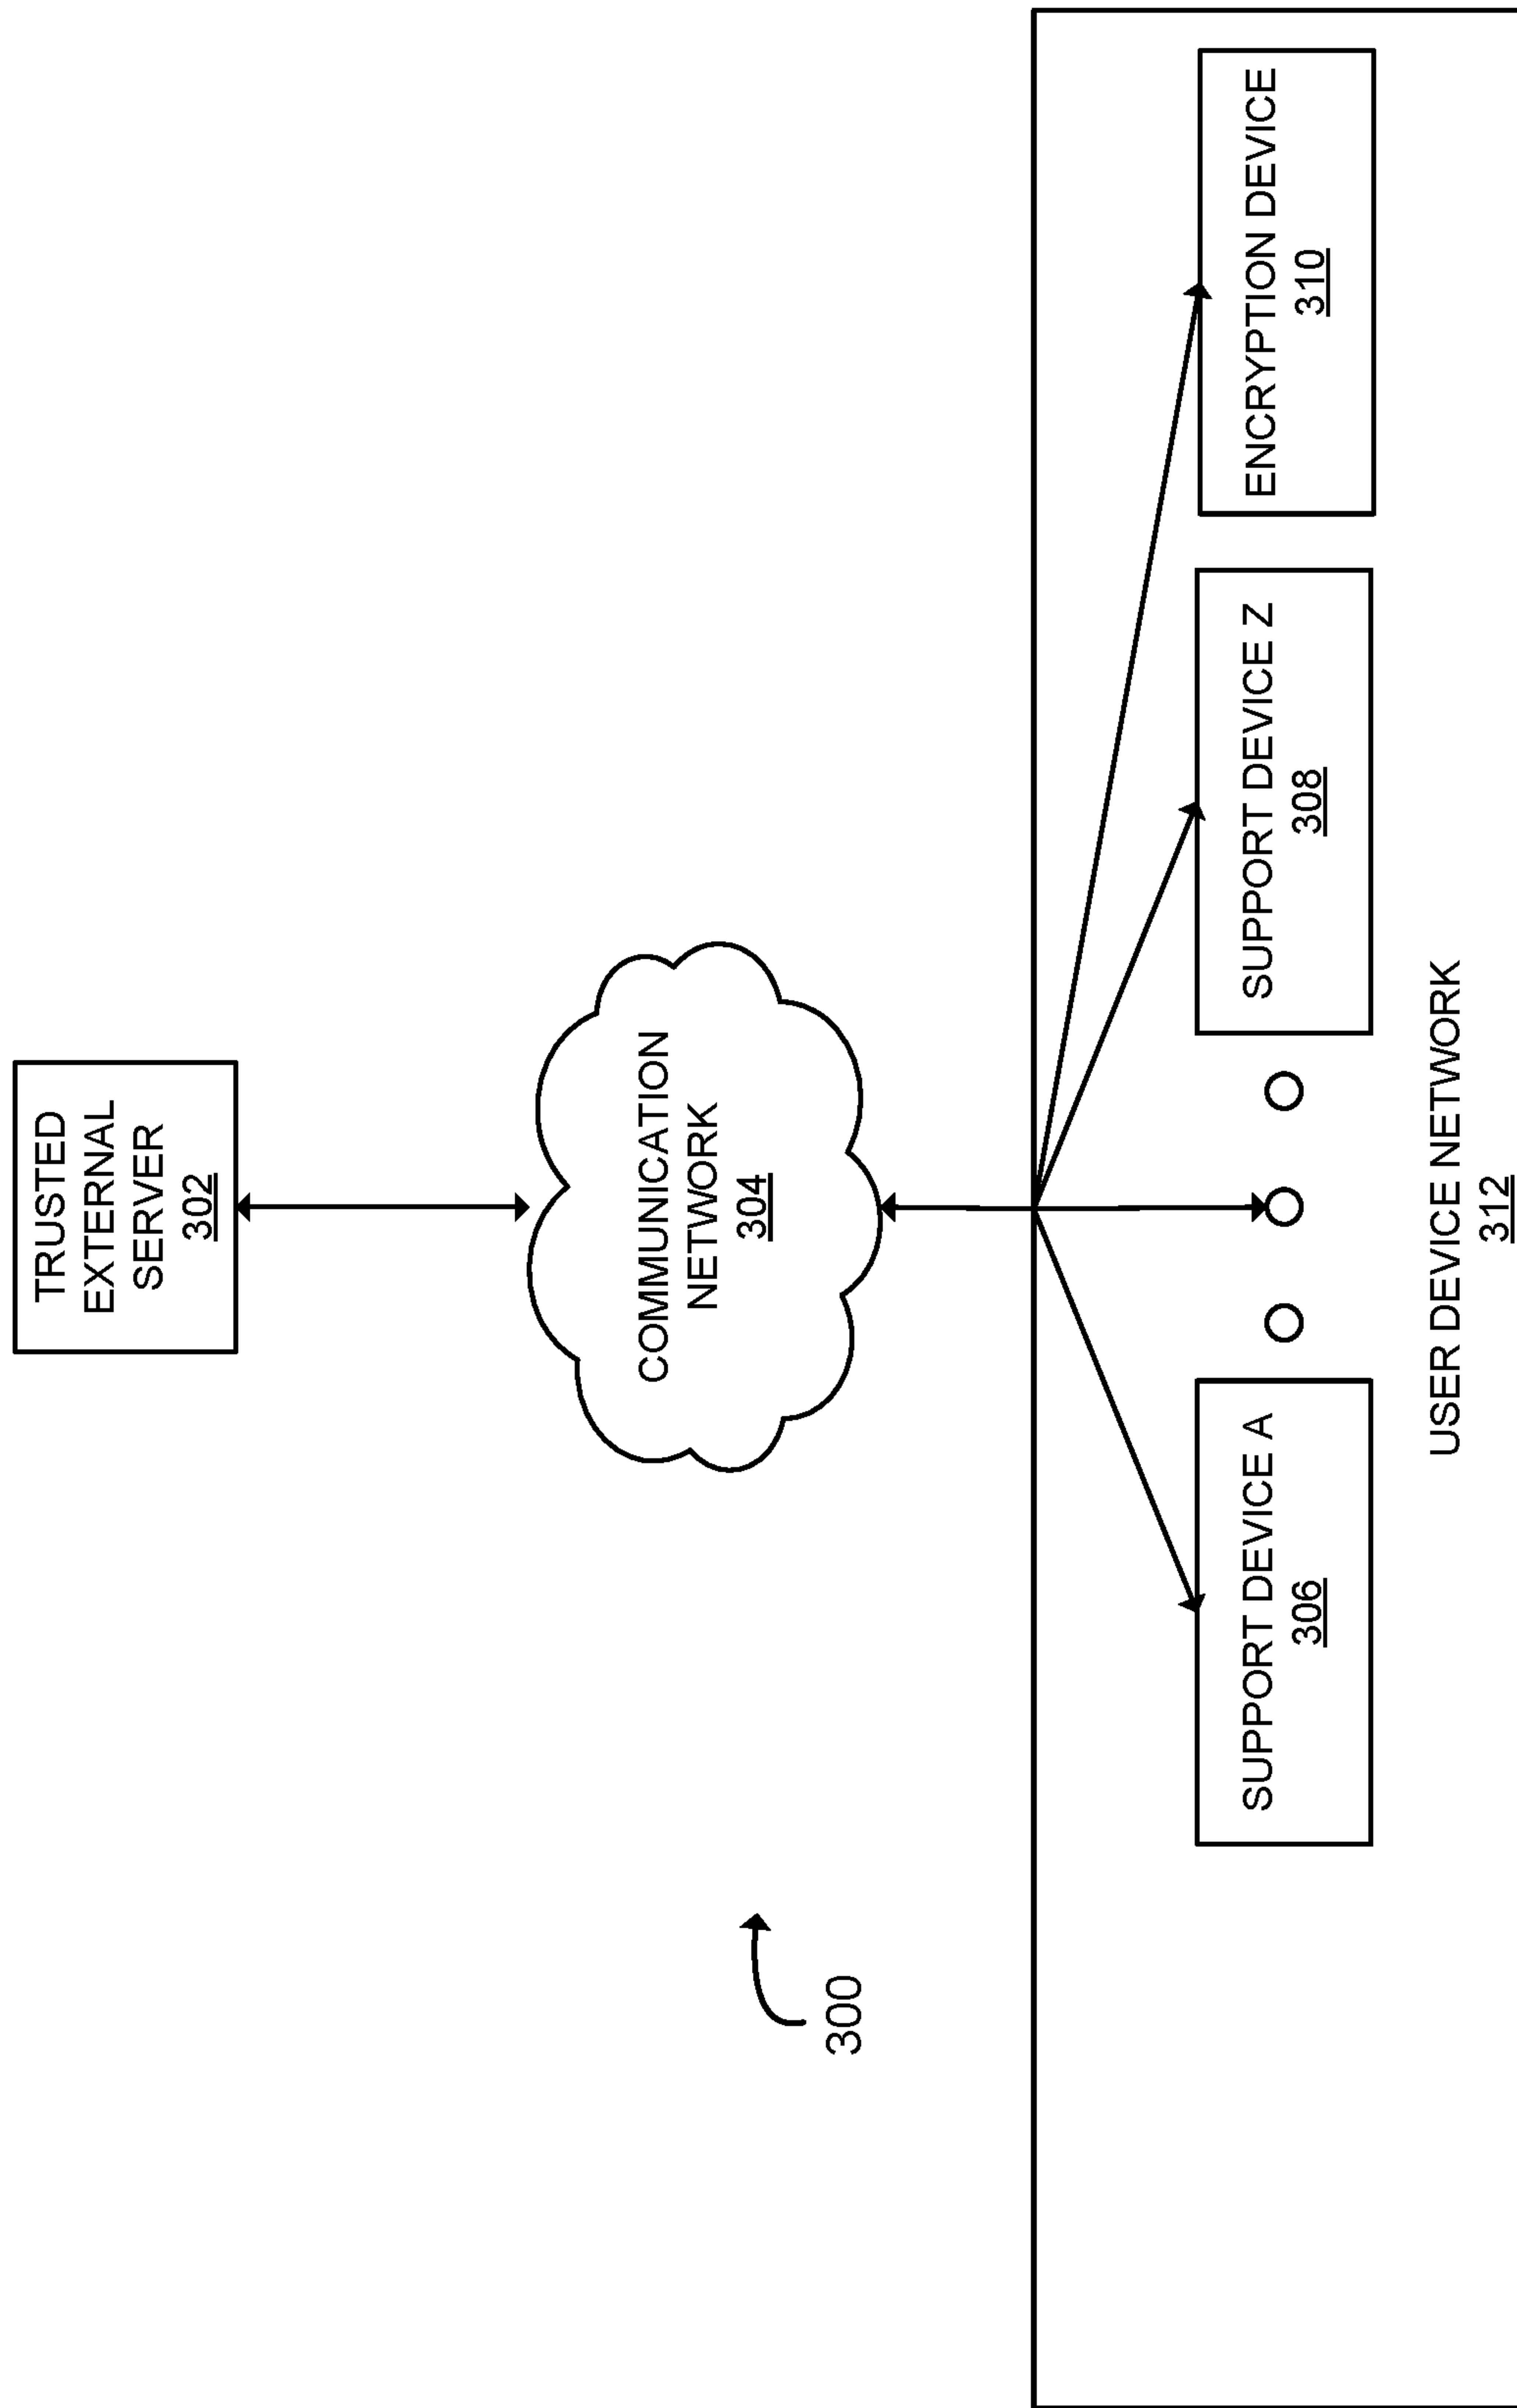 TRUSTED
EXTERNAL
SERVER
302
COMMUNICATION
NETWORK
304
300
SUPPORT DEVICE A
306
SUPPORT DEVICE Z
308
ENCRYPTION DEVICE
310
USER DEVICE NETWORK
312